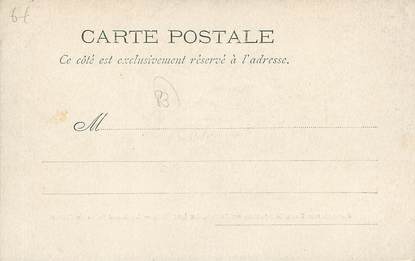 CARTE POSTALE
Ce côté est exclusivement réservé à l'adresse.
M